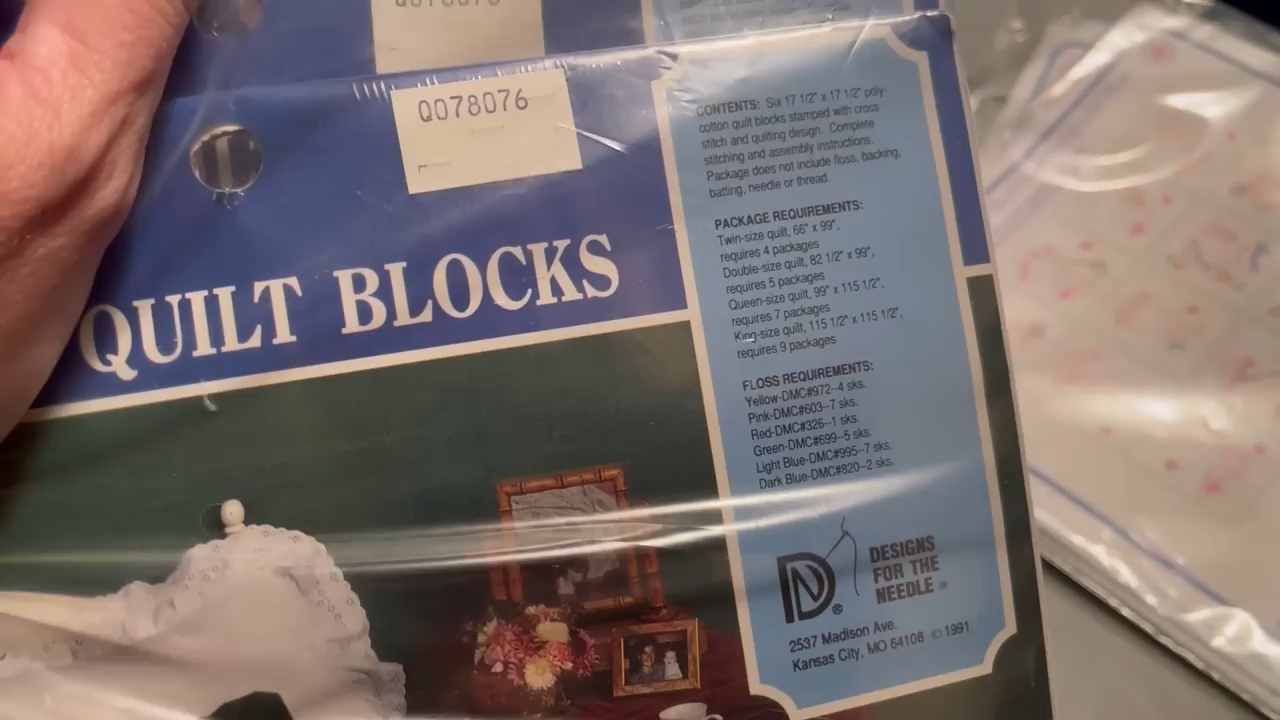 Q078076
QUILT BLOCKS
CONTENTS: Six 17 1/2" x 17 1/2" poly-
cotton quilt blocks stamped with cross
stitch and quilting design. Complete
stitching and assembly instructions.
Package does not include floss, backing,
batting, needle or thread.
PACKAGE REQUIREMENTS:
Twin-size quilt, 66" x 99",
requires 4 packages
Double-size quilt, 82 1/2" x 99",
requires 5 packages
Queen-size quilt, 99" x 115 1/2",
requires 7 packages
King-size quilt, 115 1/2" x 115 1/2",
requires 9 packages
FLOSS REQUIREMENTS:
Yellow-DMC#972--4 sks.
Pink-DMC#603--7 sks.
Red-DMC#326--1 sks.
Green-DMC#699--5 sks.
Light Blue-DMC#995--7 sks.
Dark Blue-DMC#820--2 sks.
DN®
DESIGNS
FOR THE
NEEDLE®
2537 Madison Ave.
Kansas City, MO 64108 © 1991